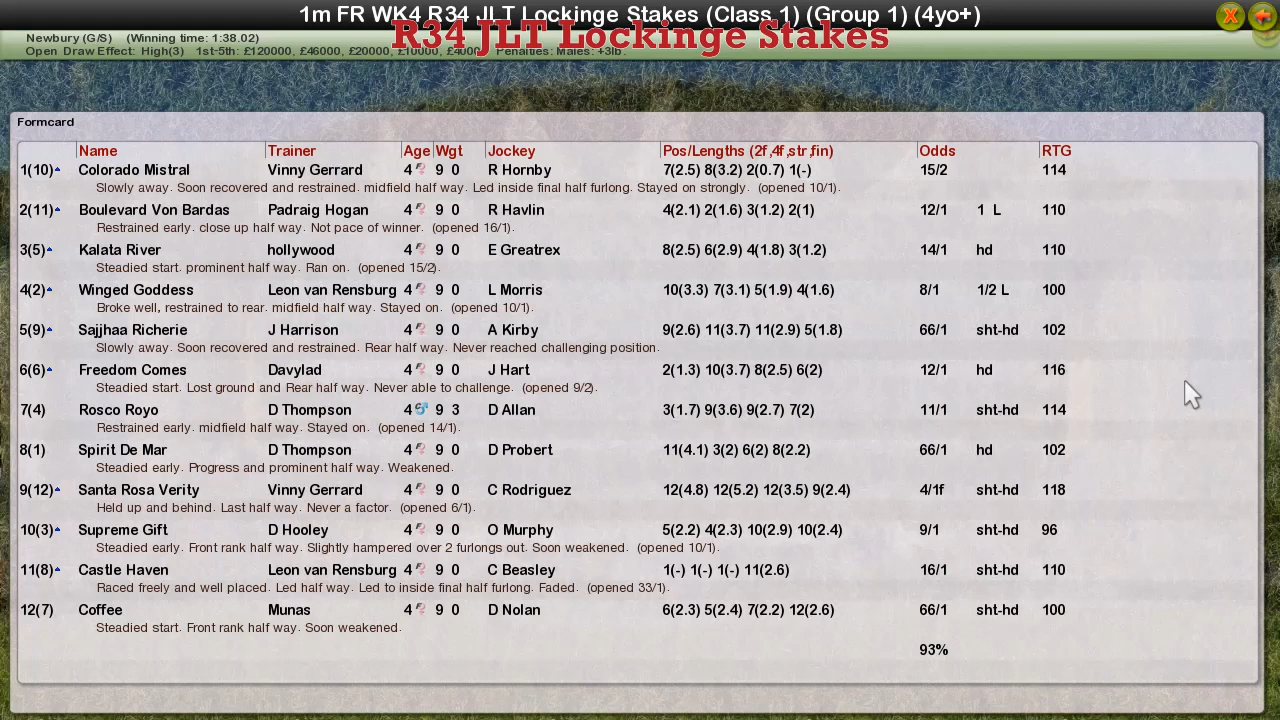 1m FR WK4 R34 JLT Lockinge Stakes (Class 1) (Group 1) (4yo+)
R34 JLT Lockinge Stakes
Newbury (G/S) (Winning time: 1:38.02)
Open Draw Effect: High(3) 1st-5th: £120000, £46000, £20000, £10000, £4000 Penalties: Males: +3lb.
Formcard
Name Trainer Age Wgt Jockey Pos/Lengths (2f,4f,str,fin) Odds RTG
1(10) Colorado Mistral Vinny Gerrard 4 9 0 R Hornby 7(2.5) 8(3.2) 2(0.7) 1(-) 15/2 114
Slowly away. Soon recovered and restrained. midfield half way. Led inside final half furlong. Stayed on strongly. (opened 10/1).
2(11) Boulevard Von Bardas Padraig Hogan 4 9 0 R Havlin 4(2.1) 2(1.6) 3(1.2) 2(1) 12/1 1 L 110
Restrained early. close up half way. Not pace of winner. (opened 16/1).
3(5) Kalata River hollywood 4 9 0 E Greatrex 8(2.5) 6(2.9) 4(1.8) 3(1.2) 14/1 hd 110
Steadied start. prominent half way. Ran on. (opened 15/2).
4(2) Winged Goddess Leon van Rensburg 4 9 0 L Morris 10(3.3) 7(3.1) 5(1.9) 4(1.6) 8/1 1/2 L 100
Broke well, restrained to rear. midfield half way. Stayed on. (opened 10/1).
5(9) Sajjhaa Richerie J Harrison 4 9 0 A Kirby 9(2.6) 11(3.7) 11(2.9) 5(1.8) 66/1 sht-hd 102
Slowly away. Soon recovered and restrained. Rear half way. Never reached challenging position.
6(6) Freedom Comes Davylad 4 9 0 J Hart 2(1.3) 10(3.7) 8(2.5) 6(2) 12/1 hd 116
Steadied start. Lost ground and Rear half way. Never able to challenge. (opened 9/2).
7(4) Rosco Royo D Thompson 4 9 3 D Allan 3(1.7) 9(3.6) 9(2.7) 7(2) 11/1 sht-hd 114
Restrained early. midfield half way. Stayed on. (opened 14/1).
8(1) Spirit De Mar D Thompson 4 9 0 D Probert 11(4.1) 3(2) 6(2) 8(2.2) 66/1 hd 102
Steadied early. Progress and prominent half way. Weakened.
9(12) Santa Rosa Verity Vinny Gerrard 4 9 0 C Rodriguez 12(4.8) 12(5.2) 12(3.5) 9(2.4) 4/1f sht-hd 118
Held up and behind. Last half way. Never a factor. (opened 6/1).
10(3) Supreme Gift D Hooley 4 9 0 O Murphy 5(2.2) 4(2.3) 10(2.9) 10(2.4) 9/1 sht-hd 96
Steadied early. Front rank half way. Slightly hampered over 2 furlongs out. Soon weakened. (opened 10/1).
11(8) Castle Haven Leon van Rensburg 4 9 0 C Beasley 1(-) 1(-) 1(-) 11(2.6) 16/1 sht-hd 110
Raced freely and well placed. Led half way. Led to inside final half furlong. Faded. (opened 33/1).
12(7) Coffee Munas 4 9 0 D Nolan 6(2.3) 5(2.4) 7(2.2) 12(2.6) 66/1 sht-hd 100
Steadied start. Front rank half way. Soon weakened.
93%